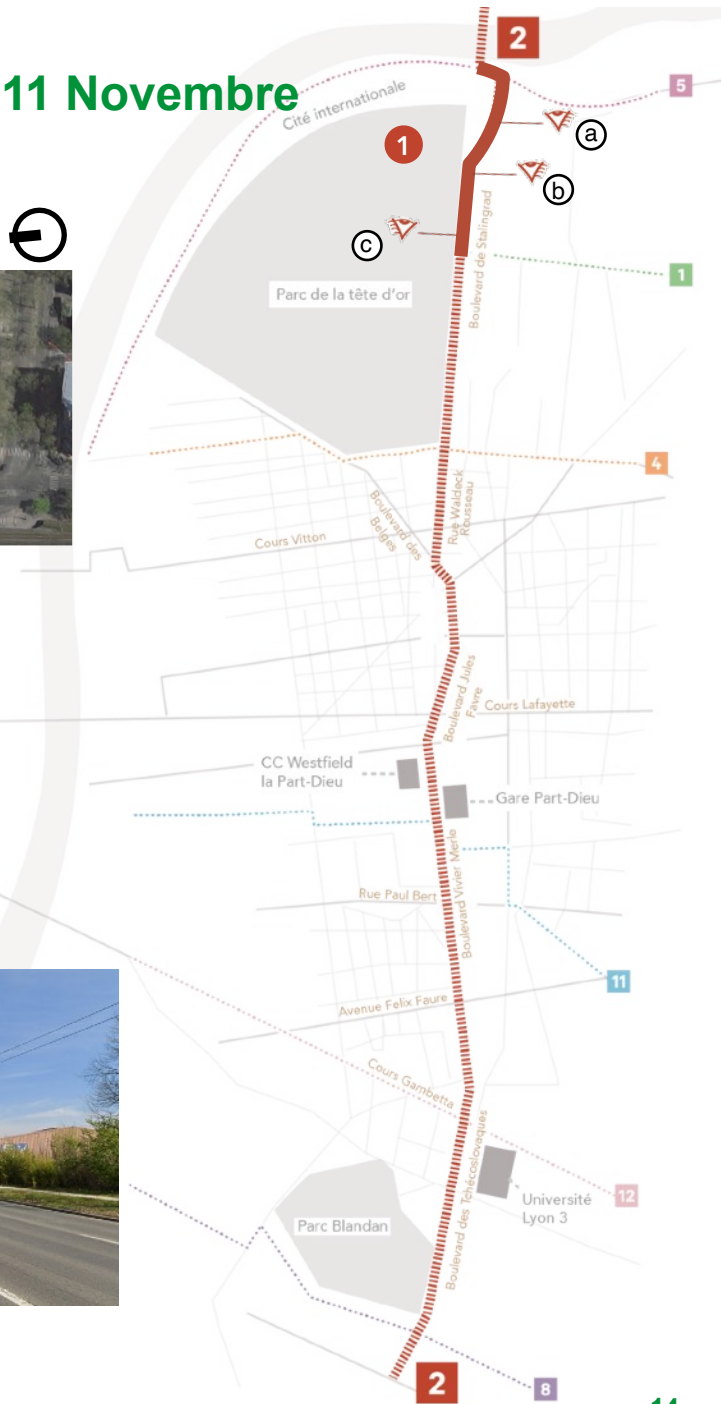 2
11 Novembre
5
Cité internationale
1
a
b
c
Boulevard de Stalingrad
1
Parc de la tête d'or
4
Rue Waldeck
Rousseau
Boulevard des
Belges
Cours Vitton
Boulevard Jules
Favre
Cours Lafayette
CC Westfield
la Part-Dieu
Gare Part-Dieu
Boulevard Vivier Merle
Rue Paul Bert
11
Avenue Felix Faure
Cours Gambetta
Boulevard des Tchécoslovaques
12
Université
Lyon 3
Parc Blandan
2
8